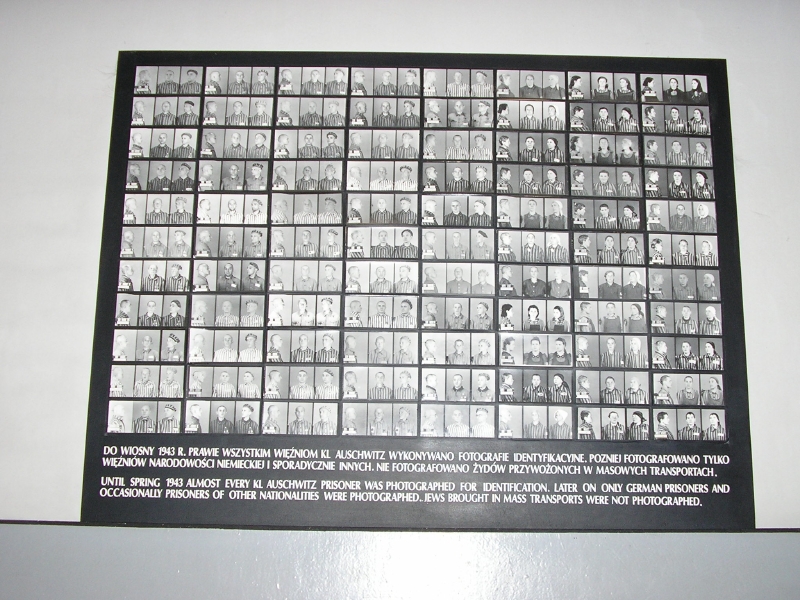 DO WIOSNY 1943 R. PRAWIE WSZYSTKIM WIĘŹNIOM KL AUSCHWITZ WYKONYWANO FOTOGRAFIE IDENTYFIKACYJNE. POZNIEJ FOTOGRAFOWANO TYLKO
WIĘŹNIÓW NARODOWOŚCI NIEMIECKIEJ I SPORADYCZNIE INNYCH. NIE FOTOGRAFOWANO ŻYDÓW PRZYWOŻONYCH W MASOWYCH TRANSPORTACH.
UNTIL SPRING 1943 ALMOST EVERY KL AUSCHWITZ PRISONER WAS PHOTOGRAPHED FOR IDENTIFICATION. LATER ON ONLY GERMAN PRISONERS AND
OCCASIONALLY PRISONERS OF OTHER NATIONALITIES WERE PHOTOGRAPHED. JEWS BROUGHT IN MASS TRANSPORTS WERE NOT PHOTOGRAPHED.